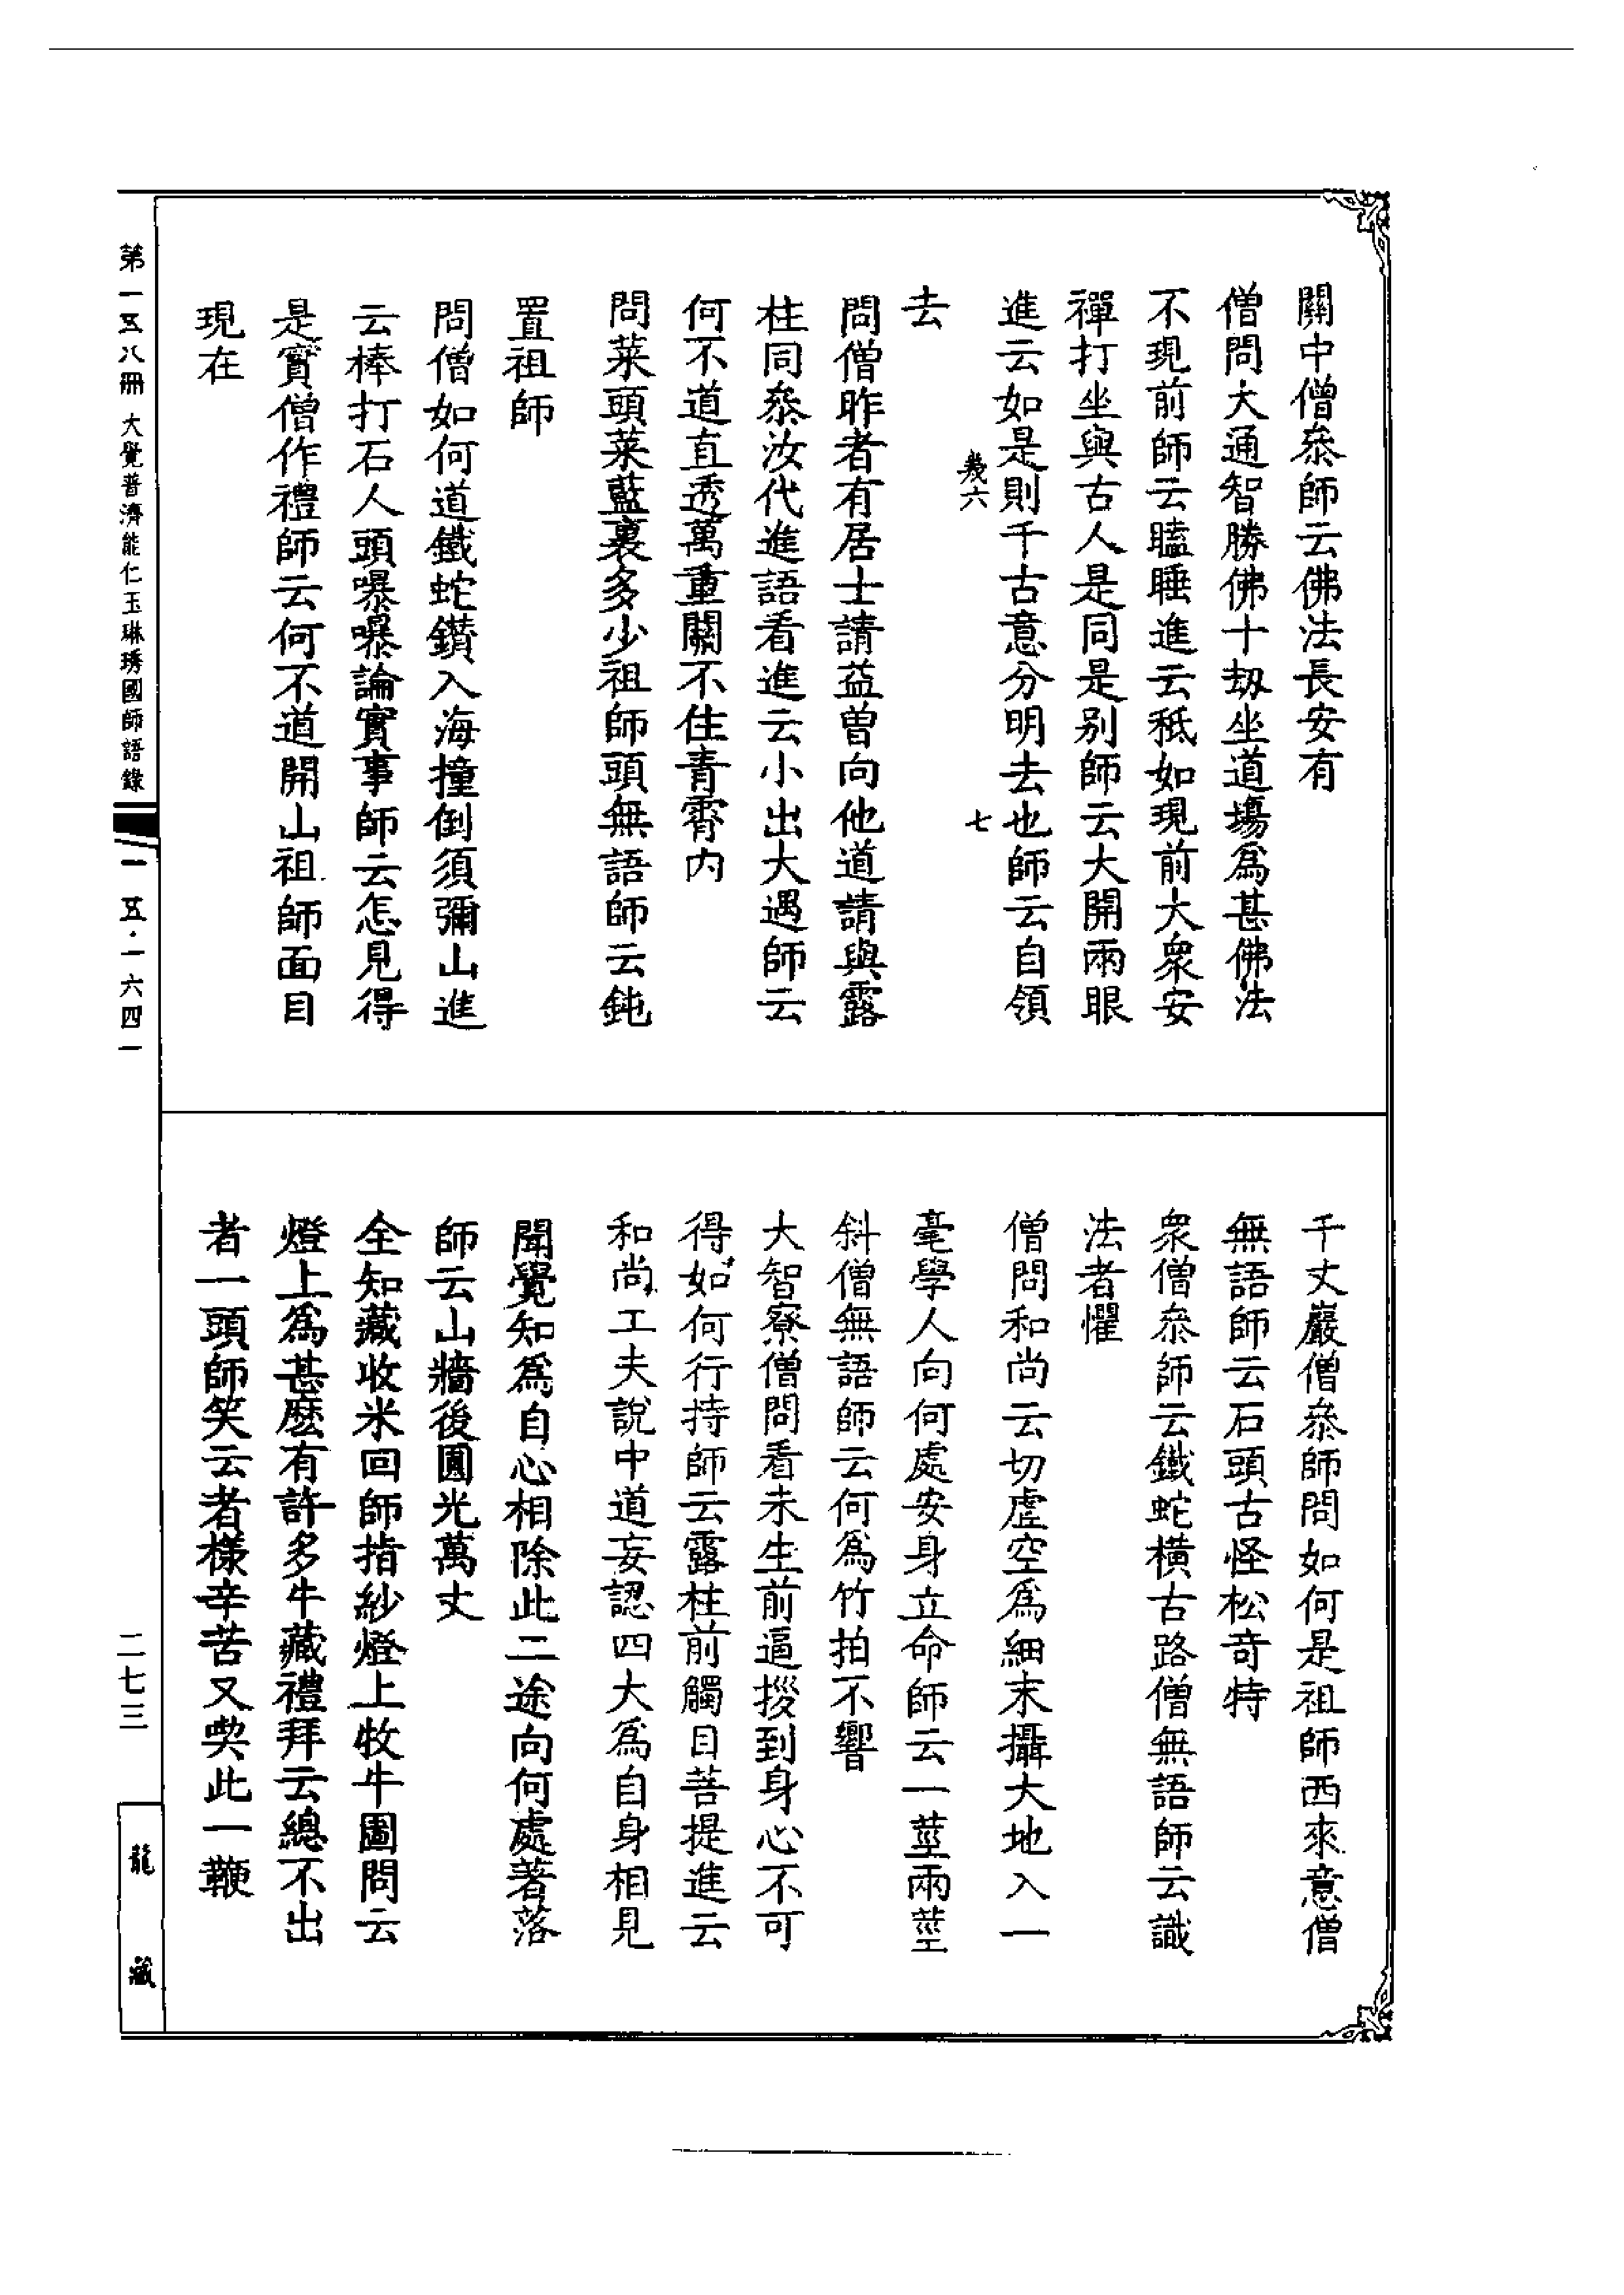 關中僧叅師云佛法長安有
僧問大通智勝佛十劫坐道塲爲甚佛法
不現前師云瞌睡進云秪如現前大衆安
禪打坐與古人是同是别師云大開兩眼
進云如是則千古意分明去也師云自領
幾六 七
去
問僧昨者有居士請益曽向他道請與露
柱同叅汝代進語看進云小出大遇師云
何不道直透萬重關不住青霄内
問菜頭菜藍裏多少祖師頭無語師云鈍
置祖師
問僧如何道鐵蛇鑽入海撞倒須彌山進
云棒打石人頭嚗嚗論實事師云怎見得
是實僧作禮師云何不道開山祖師面目
現在
千丈巖僧叅師問如何是祖師西來意僧
無語師云石頭古怪松竒特
衆僧叅師云鐵蛇橫古路僧無語師云識
法者懼
僧問和尚云切虛空爲細末攝大地入一
毫學人向何處安身立命師云一莖兩莖
斜僧無語師云何爲竹拍不響
大智寮僧問看未生前逼拶到身心不可
得如何行持師云露柱前觸目菩提進云
和尚工夫說中道妄認四大爲自身相見
聞覺知爲自心相除此二途向何處著落
師云山牆後圓光萬丈
全知藏收米回師指紗燈上牧牛圖問云
燈上爲甚麽有許多牛藏禮拜云總不出
者一頭師笑云者樣辛苦又喫此一鞭
第一五八冊 大覺普濟能仁玉琳琇國師語錄
一一五·一六四一
二七三
龍藏